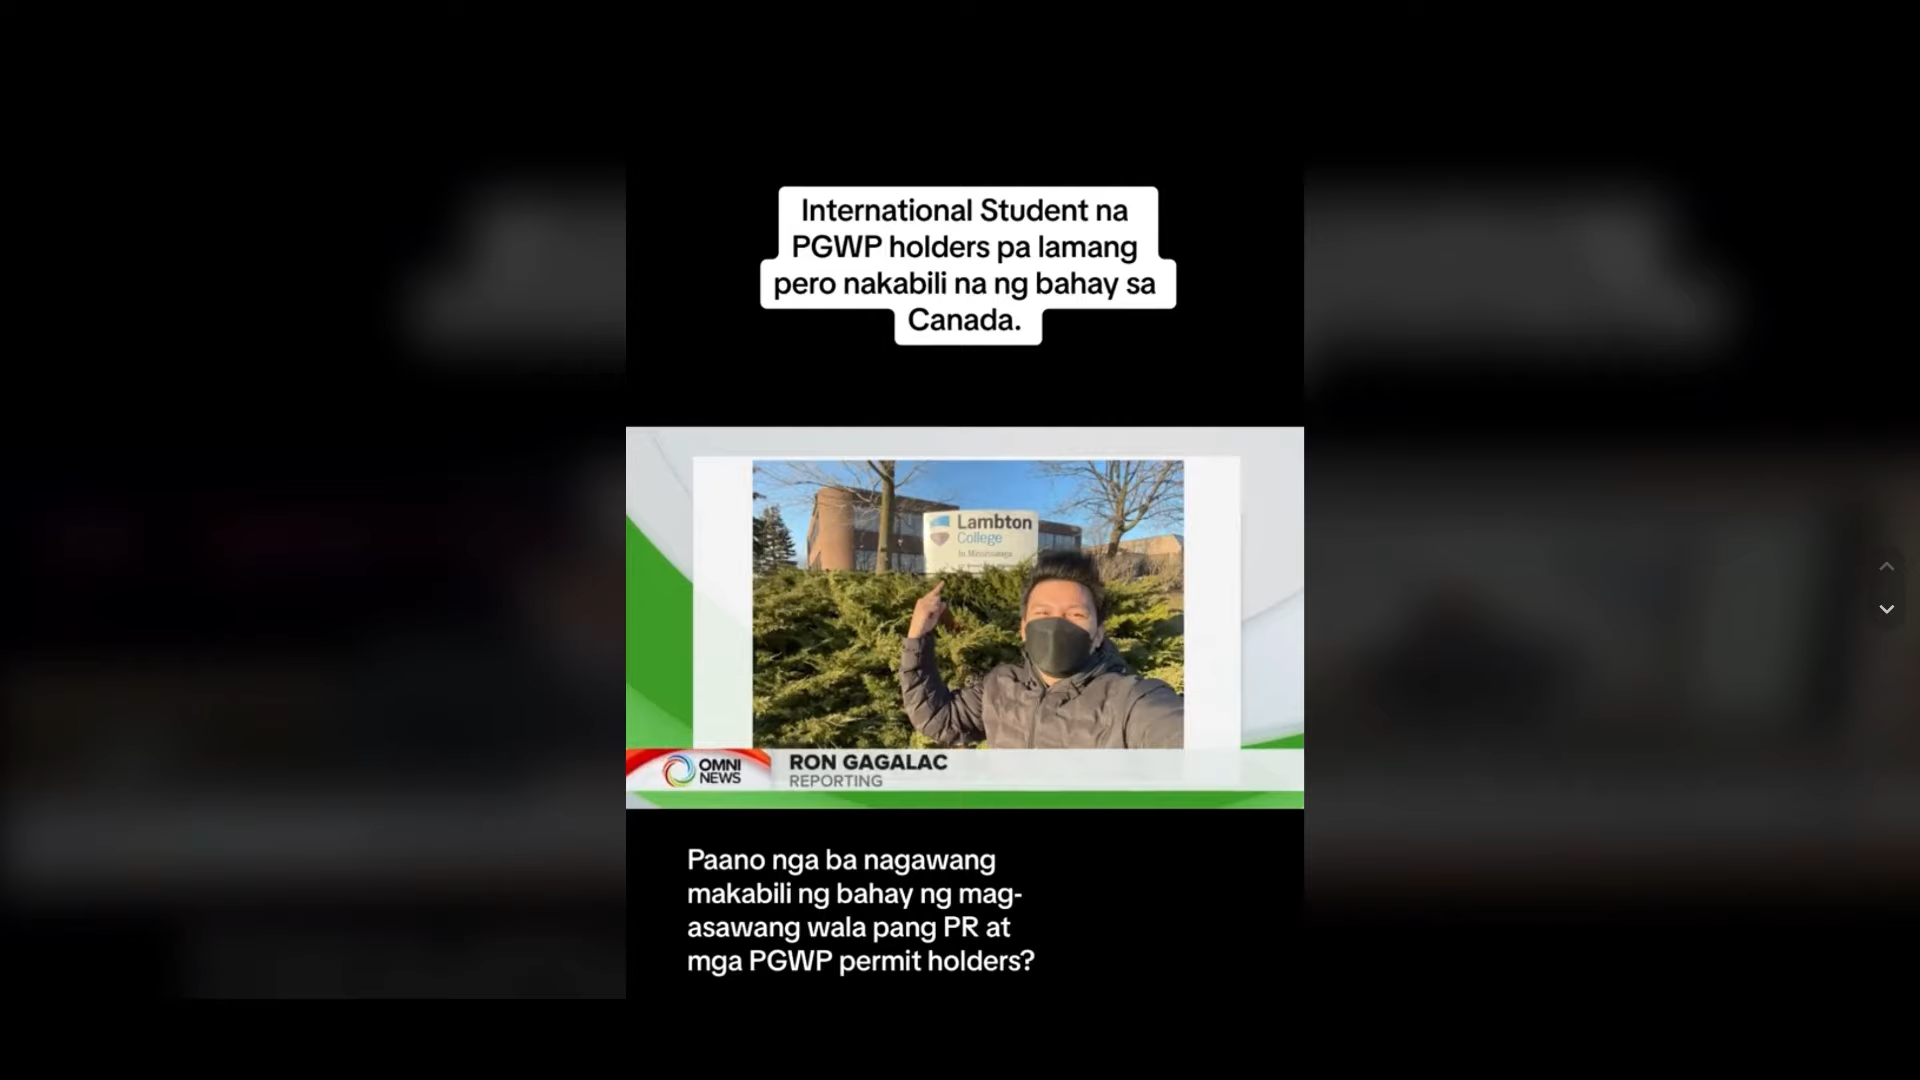 International Student na
PGWP holders pa lamang
pero nakabili na ng bahay sa
Canada.
Lambton
College
In Mississauga
OMNI
NEWS
RON GAGALAC
REPORTING
Paano nga ba nagawang
makabili ng bahay ng mag-
asawang wala pang PR at
mga PGWP permit holders?